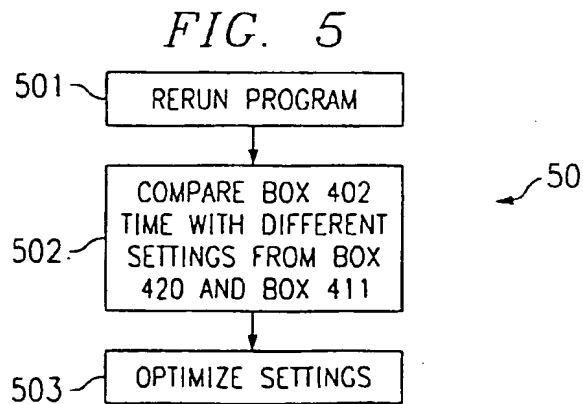 FIG. 5
501
RERUN PROGRAM
50
COMPARE BOX 402
TIME WITH DIFFERENT
SETTINGS FROM BOX
420 AND BOX 411
502
OPTIMIZE SETTINGS
503